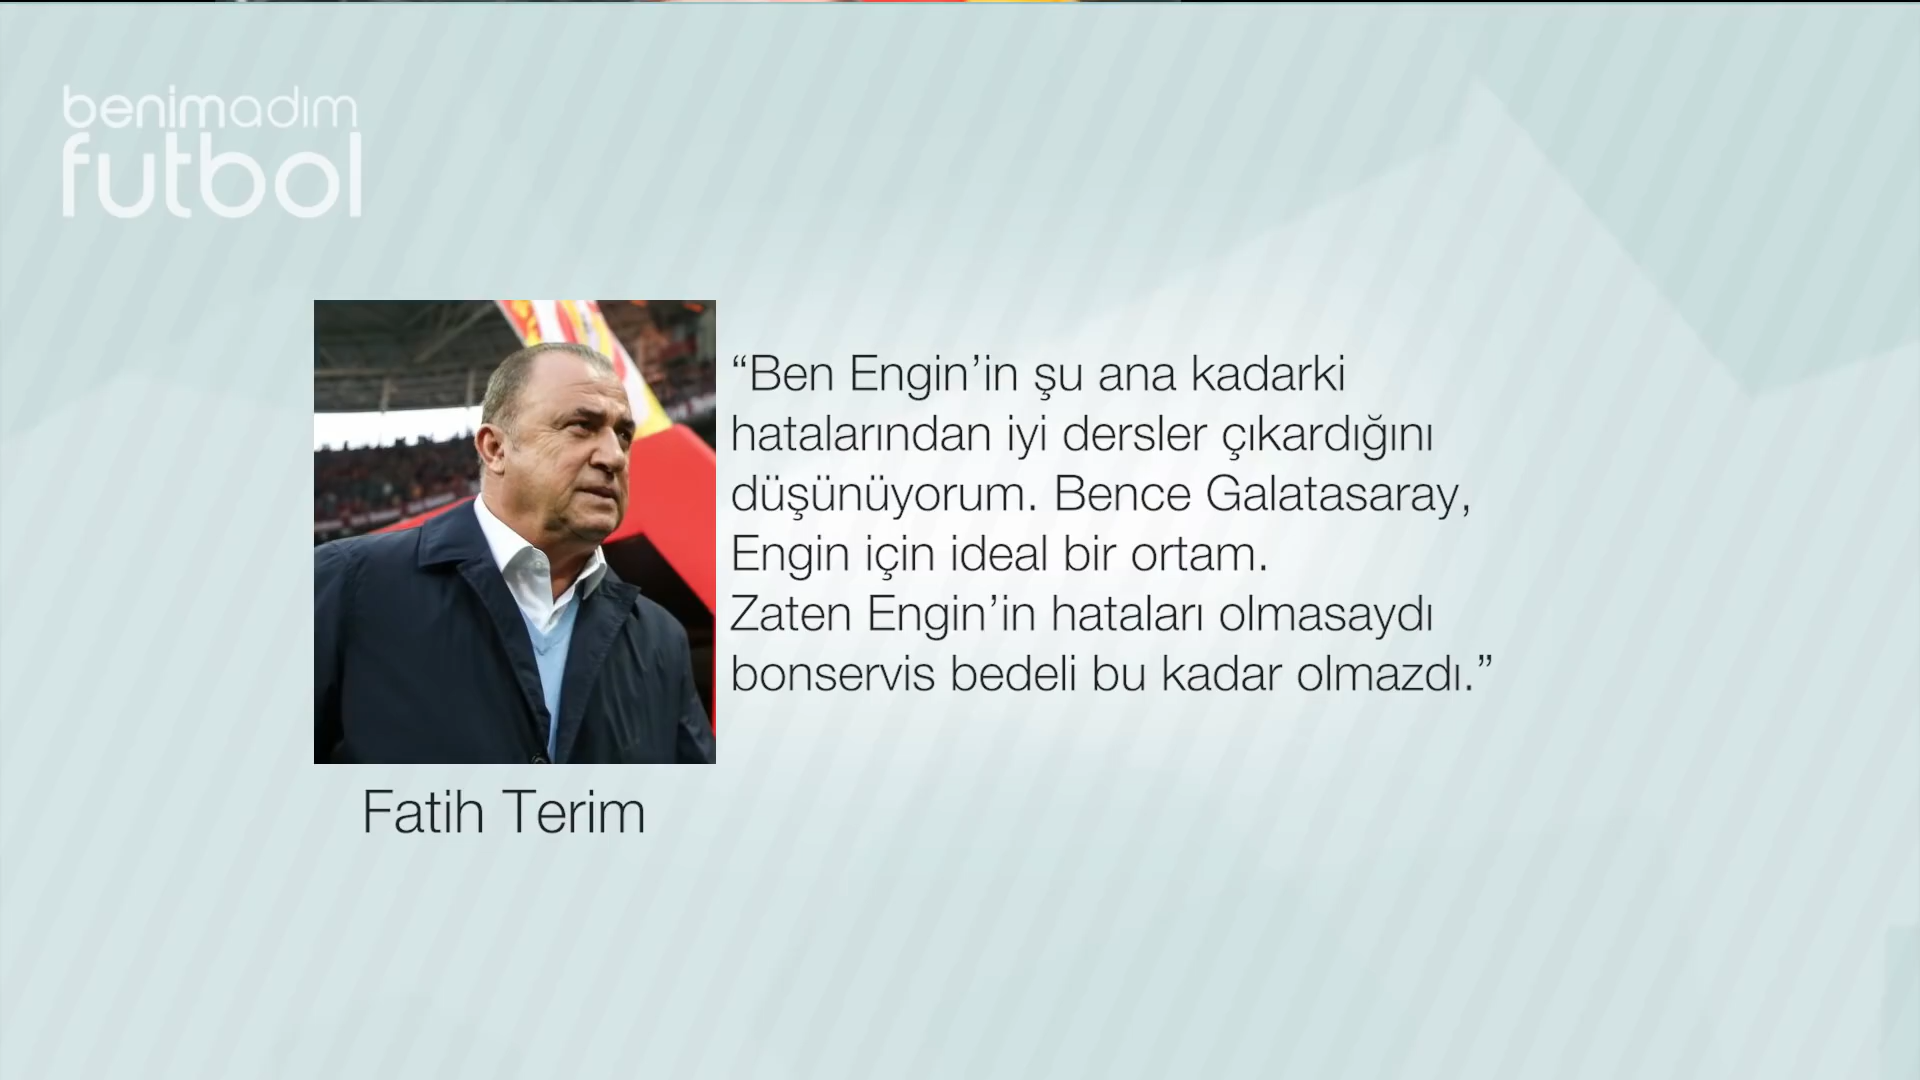 benimadım
futbol
“Ben Engin’in şu ana kadarki
hatalarından iyi dersler çıkardığını
düşünüyorum. Bence Galatasaray,
Engin için ideal bir ortam.
Zaten Engin’in hataları olmasaydı
bonservis bedeli bu kadar olmazdı.”
Fatih Terim